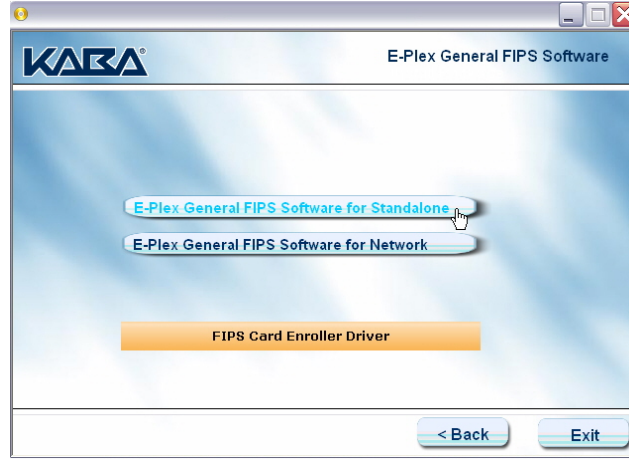 KABA®
E-Plex General FIPS Software
E-Plex General FIPS Software for Standalone
E-Plex General FIPS Software for Network
FIPS Card Enroller Driver
< Back
Exit